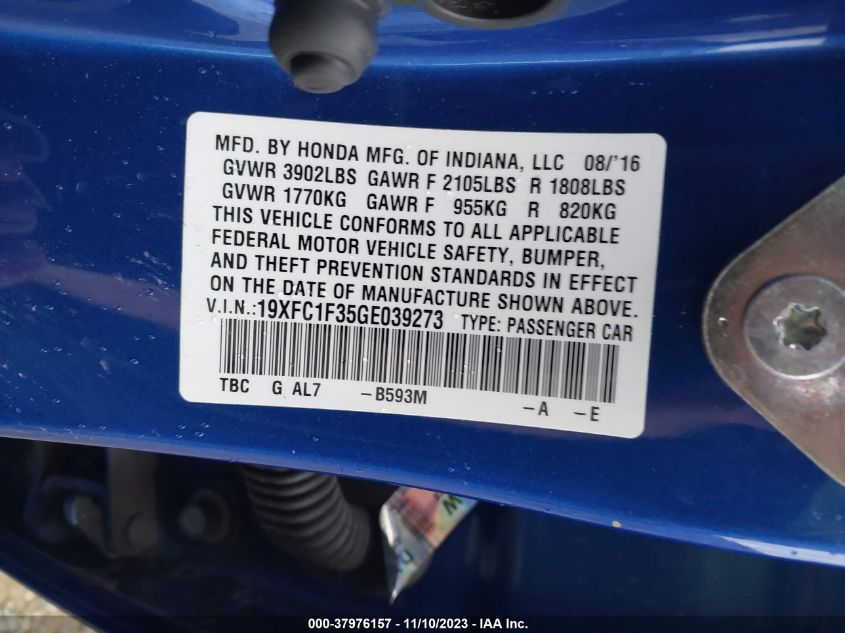 MFD. BY HONDA MFG. OF INDIANA, LLC 08/'16
GVWR 3902LBS GAWR F 2105LBS R 1808LBS
GVWR 1770KG GAWR F 955KG R 820KG
THIS VEHICLE CONFORMS TO ALL APPLICABLE
FEDERAL MOTOR VEHICLE SAFETY, BUMPER,
AND THEFT PREVENTION STANDARDS IN EFFECT
ON THE DATE OF MANUFACTURE SHOWN ABOVE.
V.I.N.:19XFC1F35GE039273 TYPE: PASSENGER CAR
TBC G AL7 -B593M -A -E
000-37976157 - 11/10/2023 - IAA Inc.